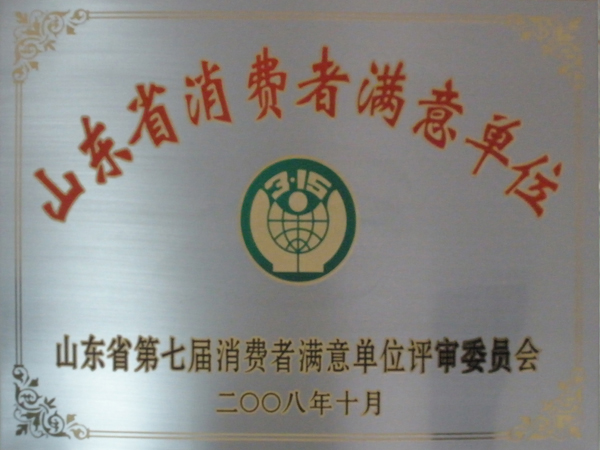 山东省消费者满意单位
3·15
山东省第七届消费者满意单位评审委员会
二〇〇八年十月